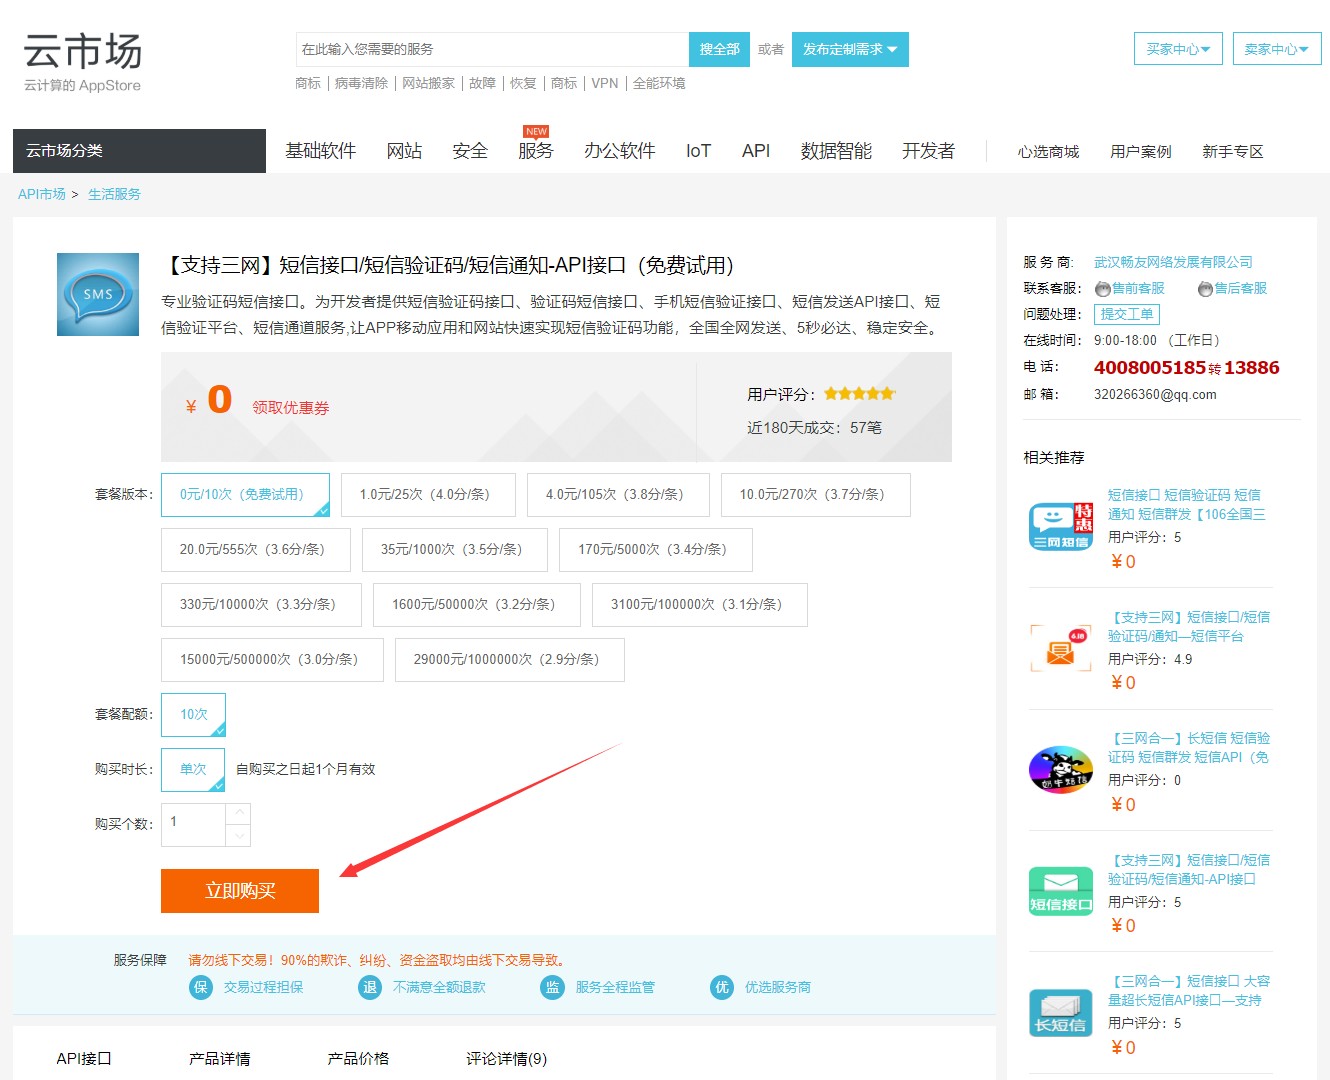 云市场
云计算的 AppStore
在此输入您需要的服务
搜全部
或者
发布定制需求
买家中心
卖家中心
商标 | 病毒清除 | 网站搬家 | 故障 | 恢复 | 商标 | VPN | 全能环境
云市场分类
基础软件 网站 安全 服务 办公软件 IoT API 数据智能 开发者
NEW
心选商城 用户案例 新手专区
API市场 > 生活服务
SMS
【支持三网】短信接口/短信验证码/短信通知-API接口（免费试用）
专业验证码短信接口。为开发者提供短信验证码接口、验证码短信接口、手机短信验证接口、短信发送API接口、短
信验证平台、短信通道服务,让APP移动应用和网站快速实现短信验证码功能，全国全网发送、5秒必达、稳定安全。
¥ 0 领取优惠券
用户评分：
近180天成交：57笔
套餐版本：
0元/10次（免费试用）
1.0元/25次（4.0分/条）
4.0元/105次（3.8分/条）
10.0元/270次（3.7分/条）
20.0元/555次（3.6分/条）
35元/1000次（3.5分/条）
170元/5000次（3.4分/条）
330元/10000次（3.3分/条）
1600元/50000次（3.2分/条）
3100元/100000次（3.1分/条）
15000元/500000次（3.0分/条）
29000元/1000000次（2.9分/条）
套餐配额： 10次
购买时长： 单次 自购买之日起1个月有效
购买个数： 1
立即购买
服务保障 请勿线下交易！90%的欺诈、纠纷、资金盗取均由线下交易导致。
保 交易过程担保
退 不满意全额退款
监 服务全程监管
优 优选服务商
API接口 产品详情 产品价格 评论详情(9)
服 务 商： 武汉畅友网络发展有限公司
联系客服： 售前客服 售后客服
问题处理： 提交工单
在线时间： 9:00-18:00 （工作日）
电 话： 4008005185转13886
邮 箱： 320266360@qq.com
相关推荐
特惠
三网短信
短信接口 短信验证码 短信
通知 短信群发【106全国三
用户评分：5
¥ 0
6.18
【支持三网】短信接口/短信
验证码/通知—短信平台
用户评分：4.9
¥ 0
奶牛短信
【三网合一】长短信 短信验
证码 短信群发 短信API（免
用户评分：0
¥ 0
短信接口
【支持三网】短信接口/短信
验证码/短信通知-API接口
用户评分：5
¥ 0
长短信
【三网合一】短信接口 大容
量超长短信API接口—支持
用户评分：5
¥ 0